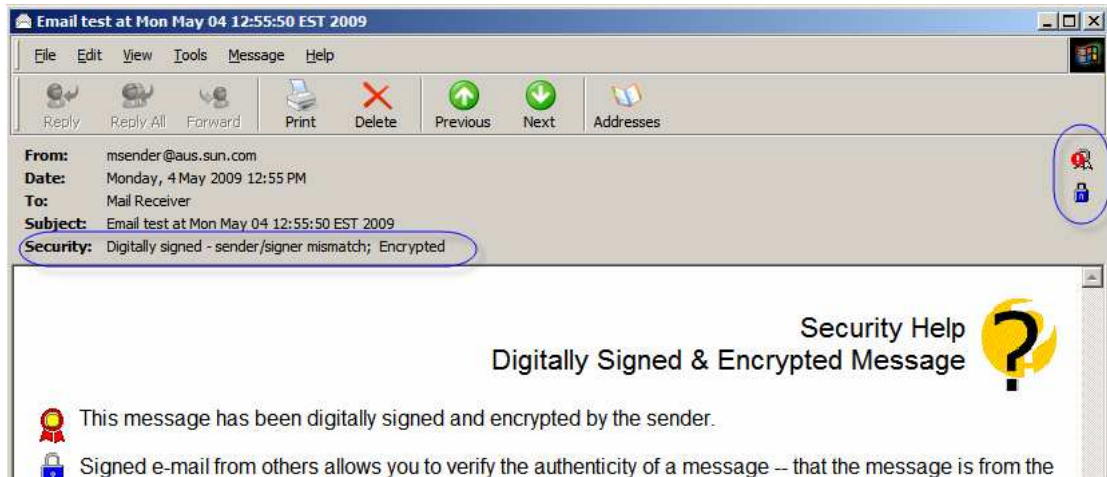 Email test at Mon May 04 12:55:50 EST 2009
File Edit View Tools Message Help
Reply Reply All Forward Print Delete Previous Next Addresses
From: msender@aus.sun.com
Date: Monday, 4 May 2009 12:55 PM
To: Mail Receiver
Subject: Email test at Mon May 04 12:55:50 EST 2009
Security: Digitally signed - sender/signer mismatch; Encrypted
Security Help
Digitally Signed & Encrypted Message
This message has been digitally signed and encrypted by the sender.
Signed e-mail from others allows you to verify the authenticity of a message -- that the message is from the